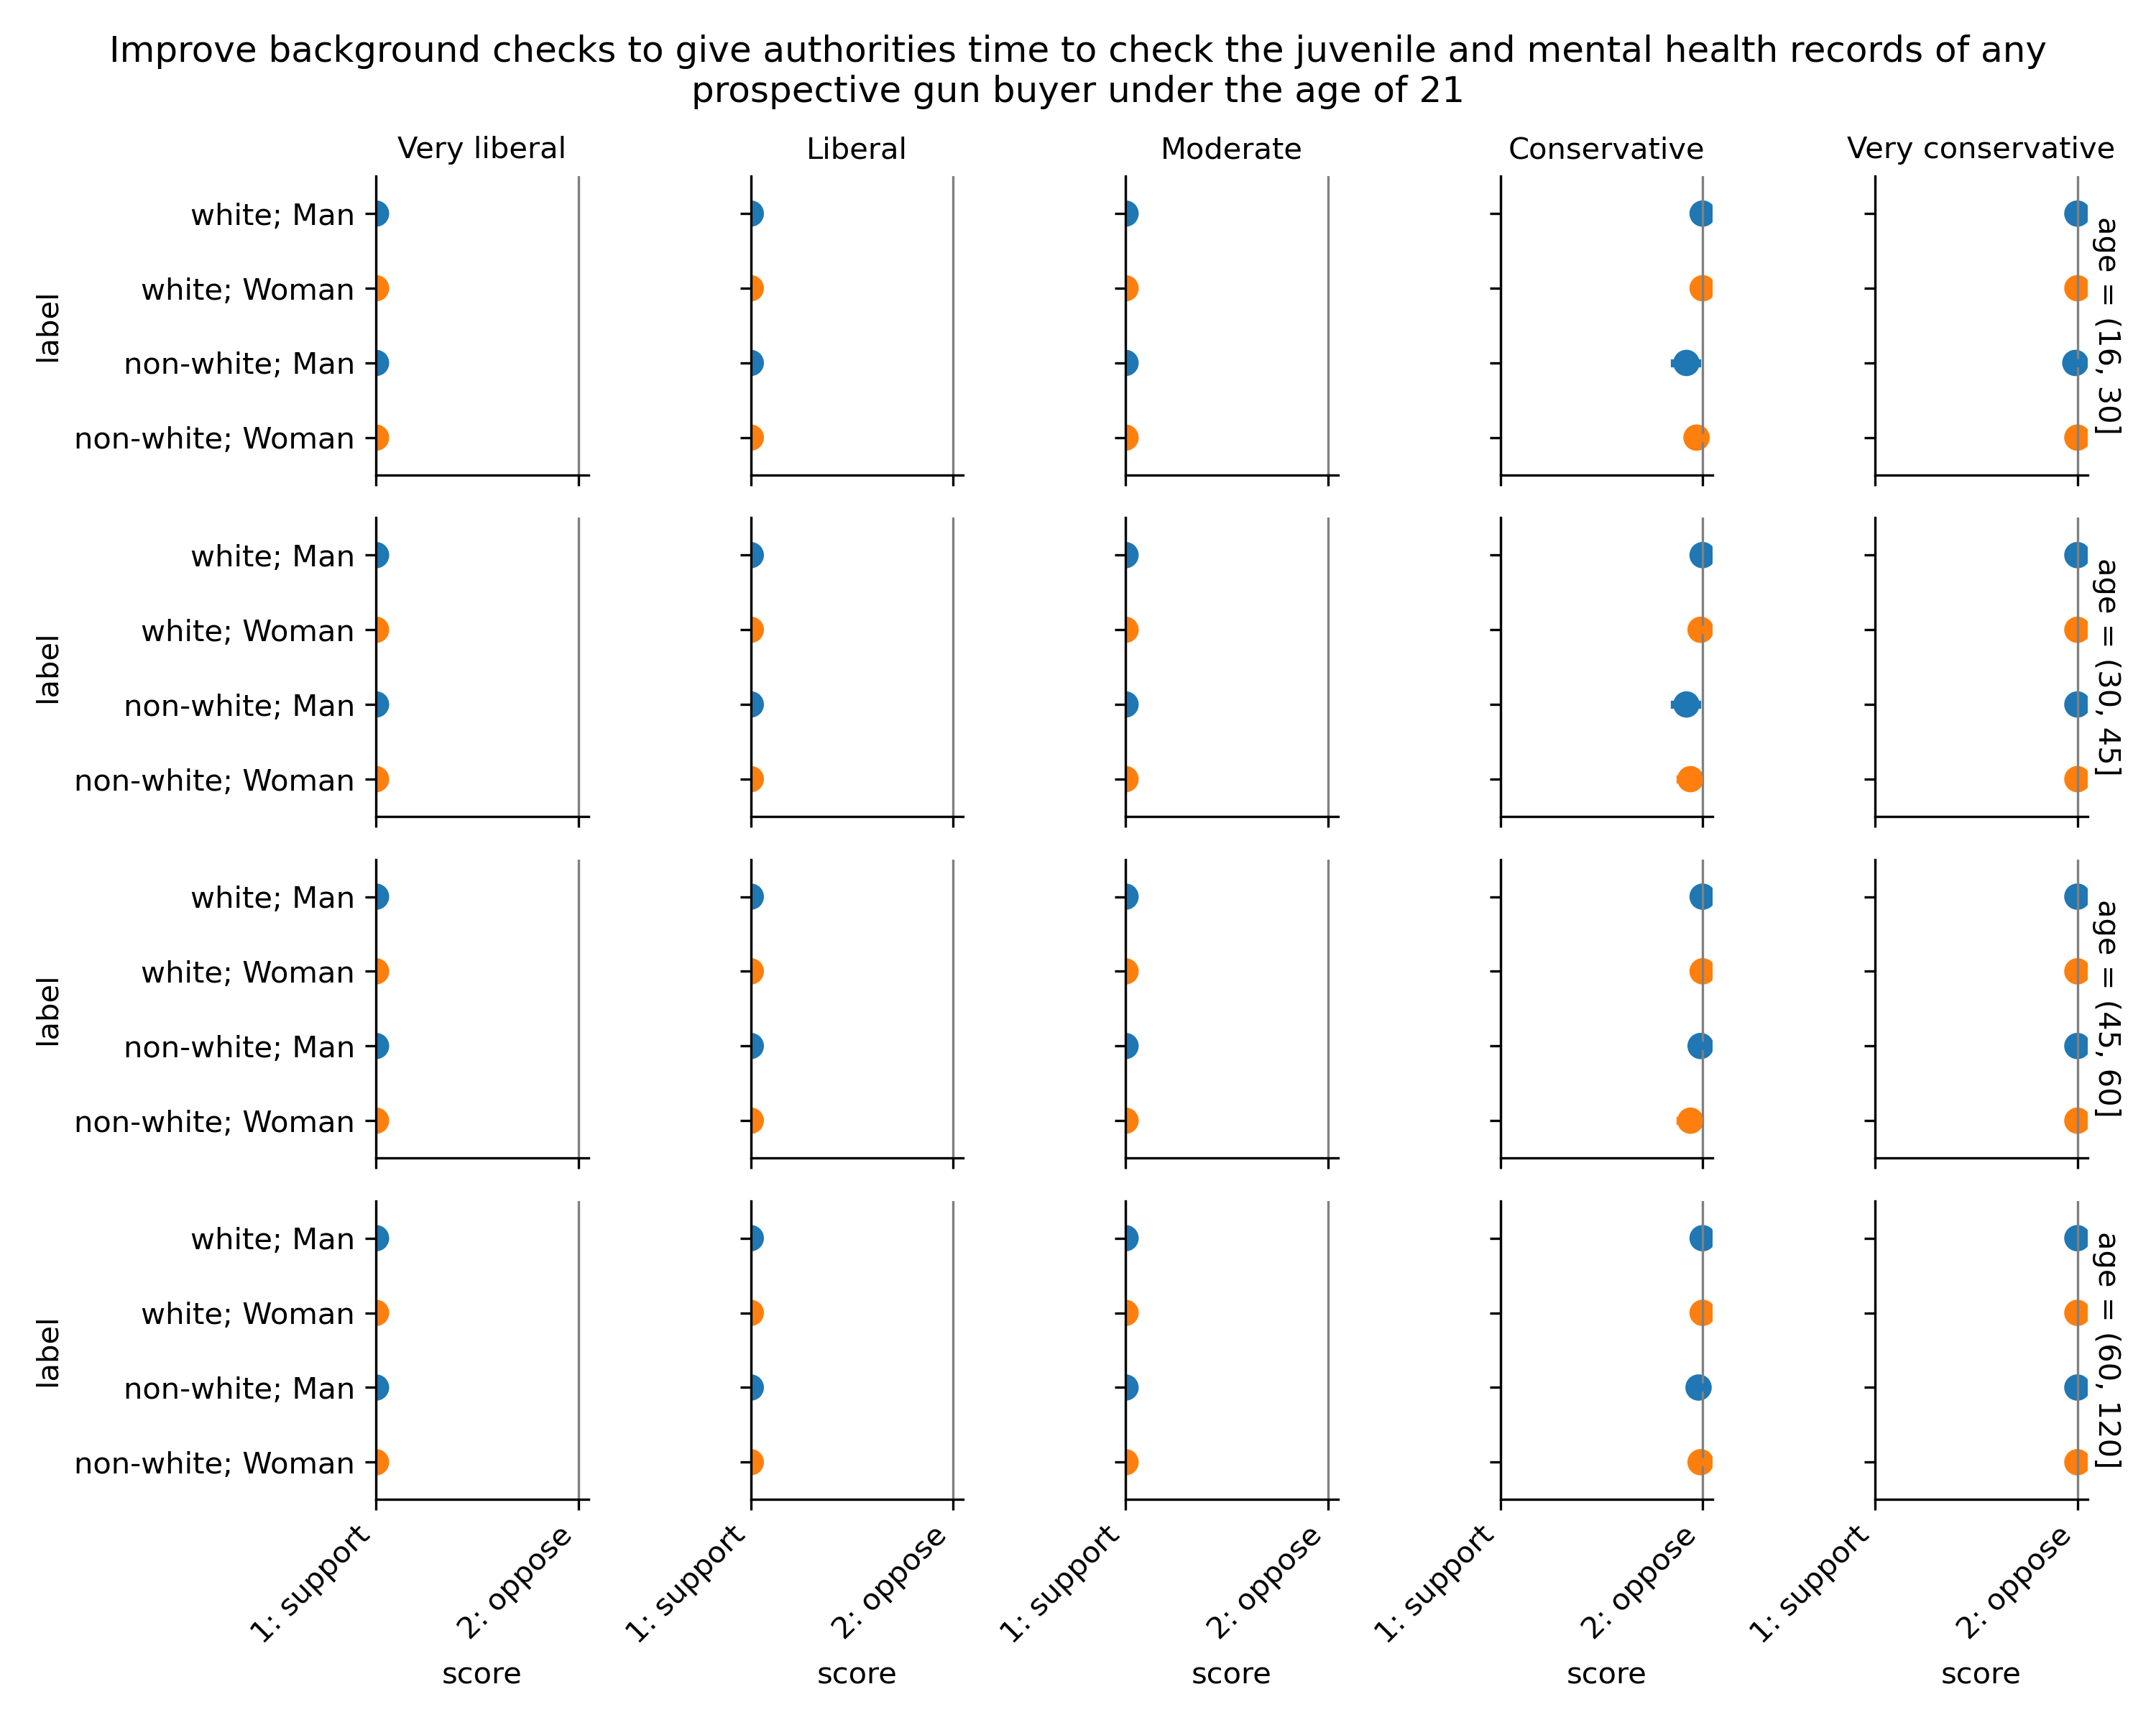 Improve background checks to give authorities time to check the juvenile and mental health records of any
prospective gun buyer under the age of 21
Very liberal
Liberal
Moderate
Conservative
Very conservative
label
white; Man
white; Woman
non-white; Man
non-white; Woman
age = (16, 30]
label
white; Man
white; Woman
non-white; Man
non-white; Woman
age = (30, 45]
label
white; Man
white; Woman
non-white; Man
non-white; Woman
age = (45, 60]
label
white; Man
white; Woman
non-white; Man
non-white; Woman
age = (60, 120]
1: support
2: oppose
1: support
2: oppose
1: support
2: oppose
1: support
2: oppose
1: support
2: oppose
score
score
score
score
score